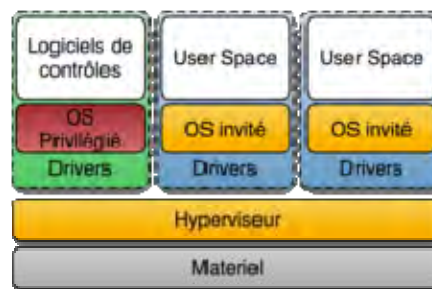 Logiciels de
contrôles
User Space
User Space
OS
Privilégié
OS invité
OS invité
Drivers
Drivers
Drivers
Hyperviseur
Materiel